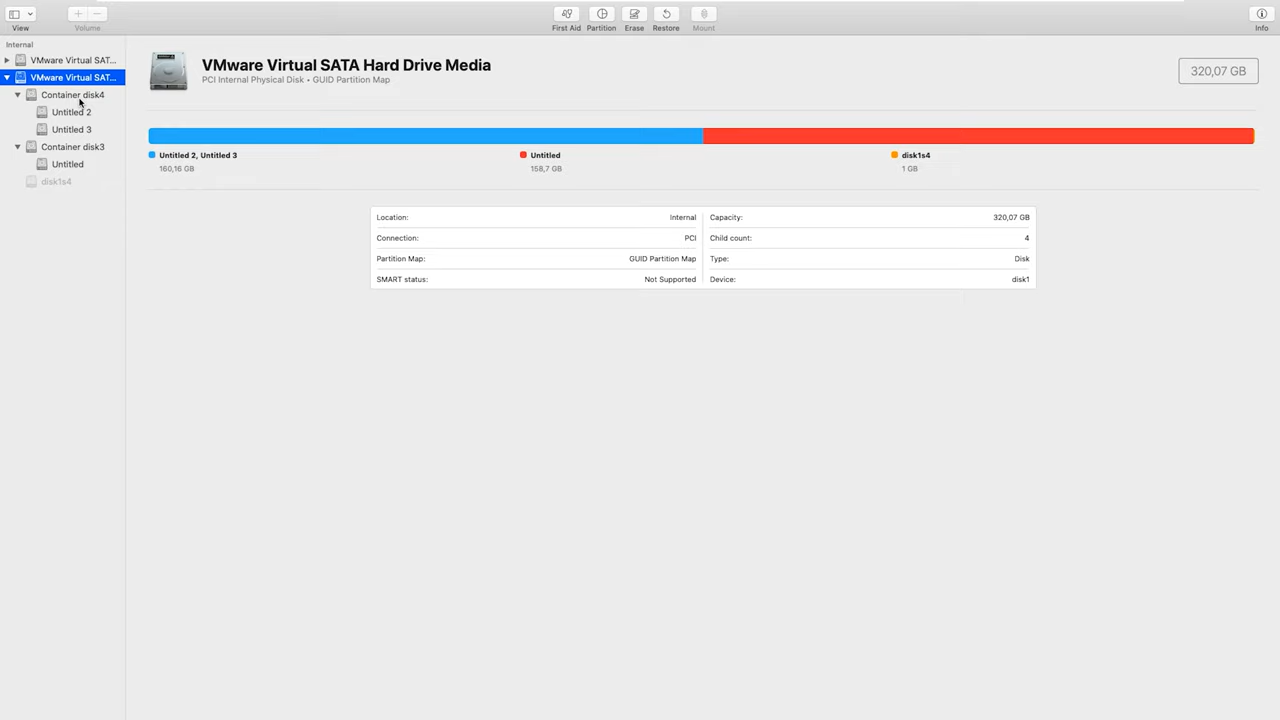 View
Volume
First Aid
Partition
Erase
Restore
Mount
Info
Internal
VMware Virtual SAT...
VMware Virtual SAT...
Container disk4
Untitled 2
Untitled 3
Container disk3
Untitled
disk1s4
VMware Virtual SATA Hard Drive Media
PCI Internal Physical Disk • GUID Partition Map
320,07 GB
Untitled 2, Untitled 3
160,16 GB
Untitled
158,7 GB
disk1s4
1 GB
Location: Internal
Capacity: 320,07 GB
Connection: PCI
Child count: 4
Partition Map: GUID Partition Map
Type: Disk
SMART status: Not Supported
Device: disk1